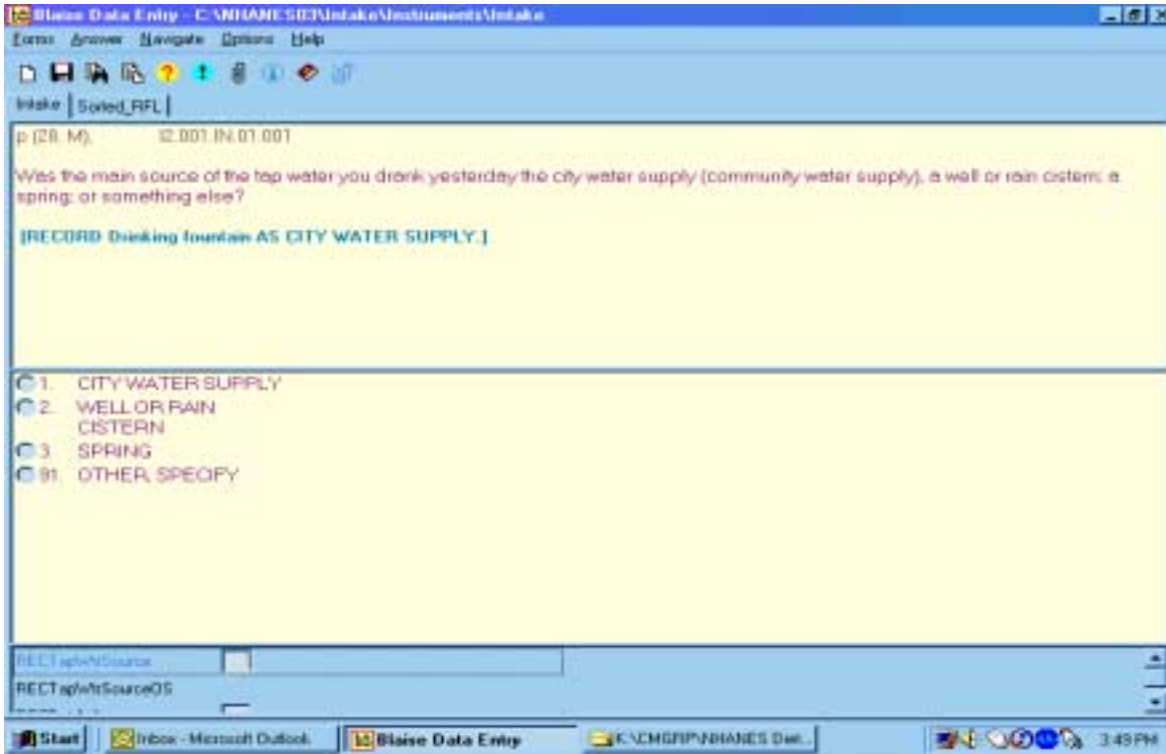 Blaise Data Entry - C:\NHANES03\Intake\Instruments\Intake
Forms Answer Navigate Options Help
Intake Sorted_RFL
p (28, M), I2.001.IN.01.001
Was the main source of the tap water you drank yesterday the city water supply (community water supply), a well or rain cistern; a
spring; or something else?
[RECORD Drinking fountain AS CITY WATER SUPPLY.]
1. CITY WATER SUPPLY
2. WELL OR RAIN
CISTERN
3. SPRING
91. OTHER, SPECIFY
RECTapWtrSource
RECTapWtrSourceOS
Start Inbox - Microsoft Outlook Blaise Data Entry 3:49 PM